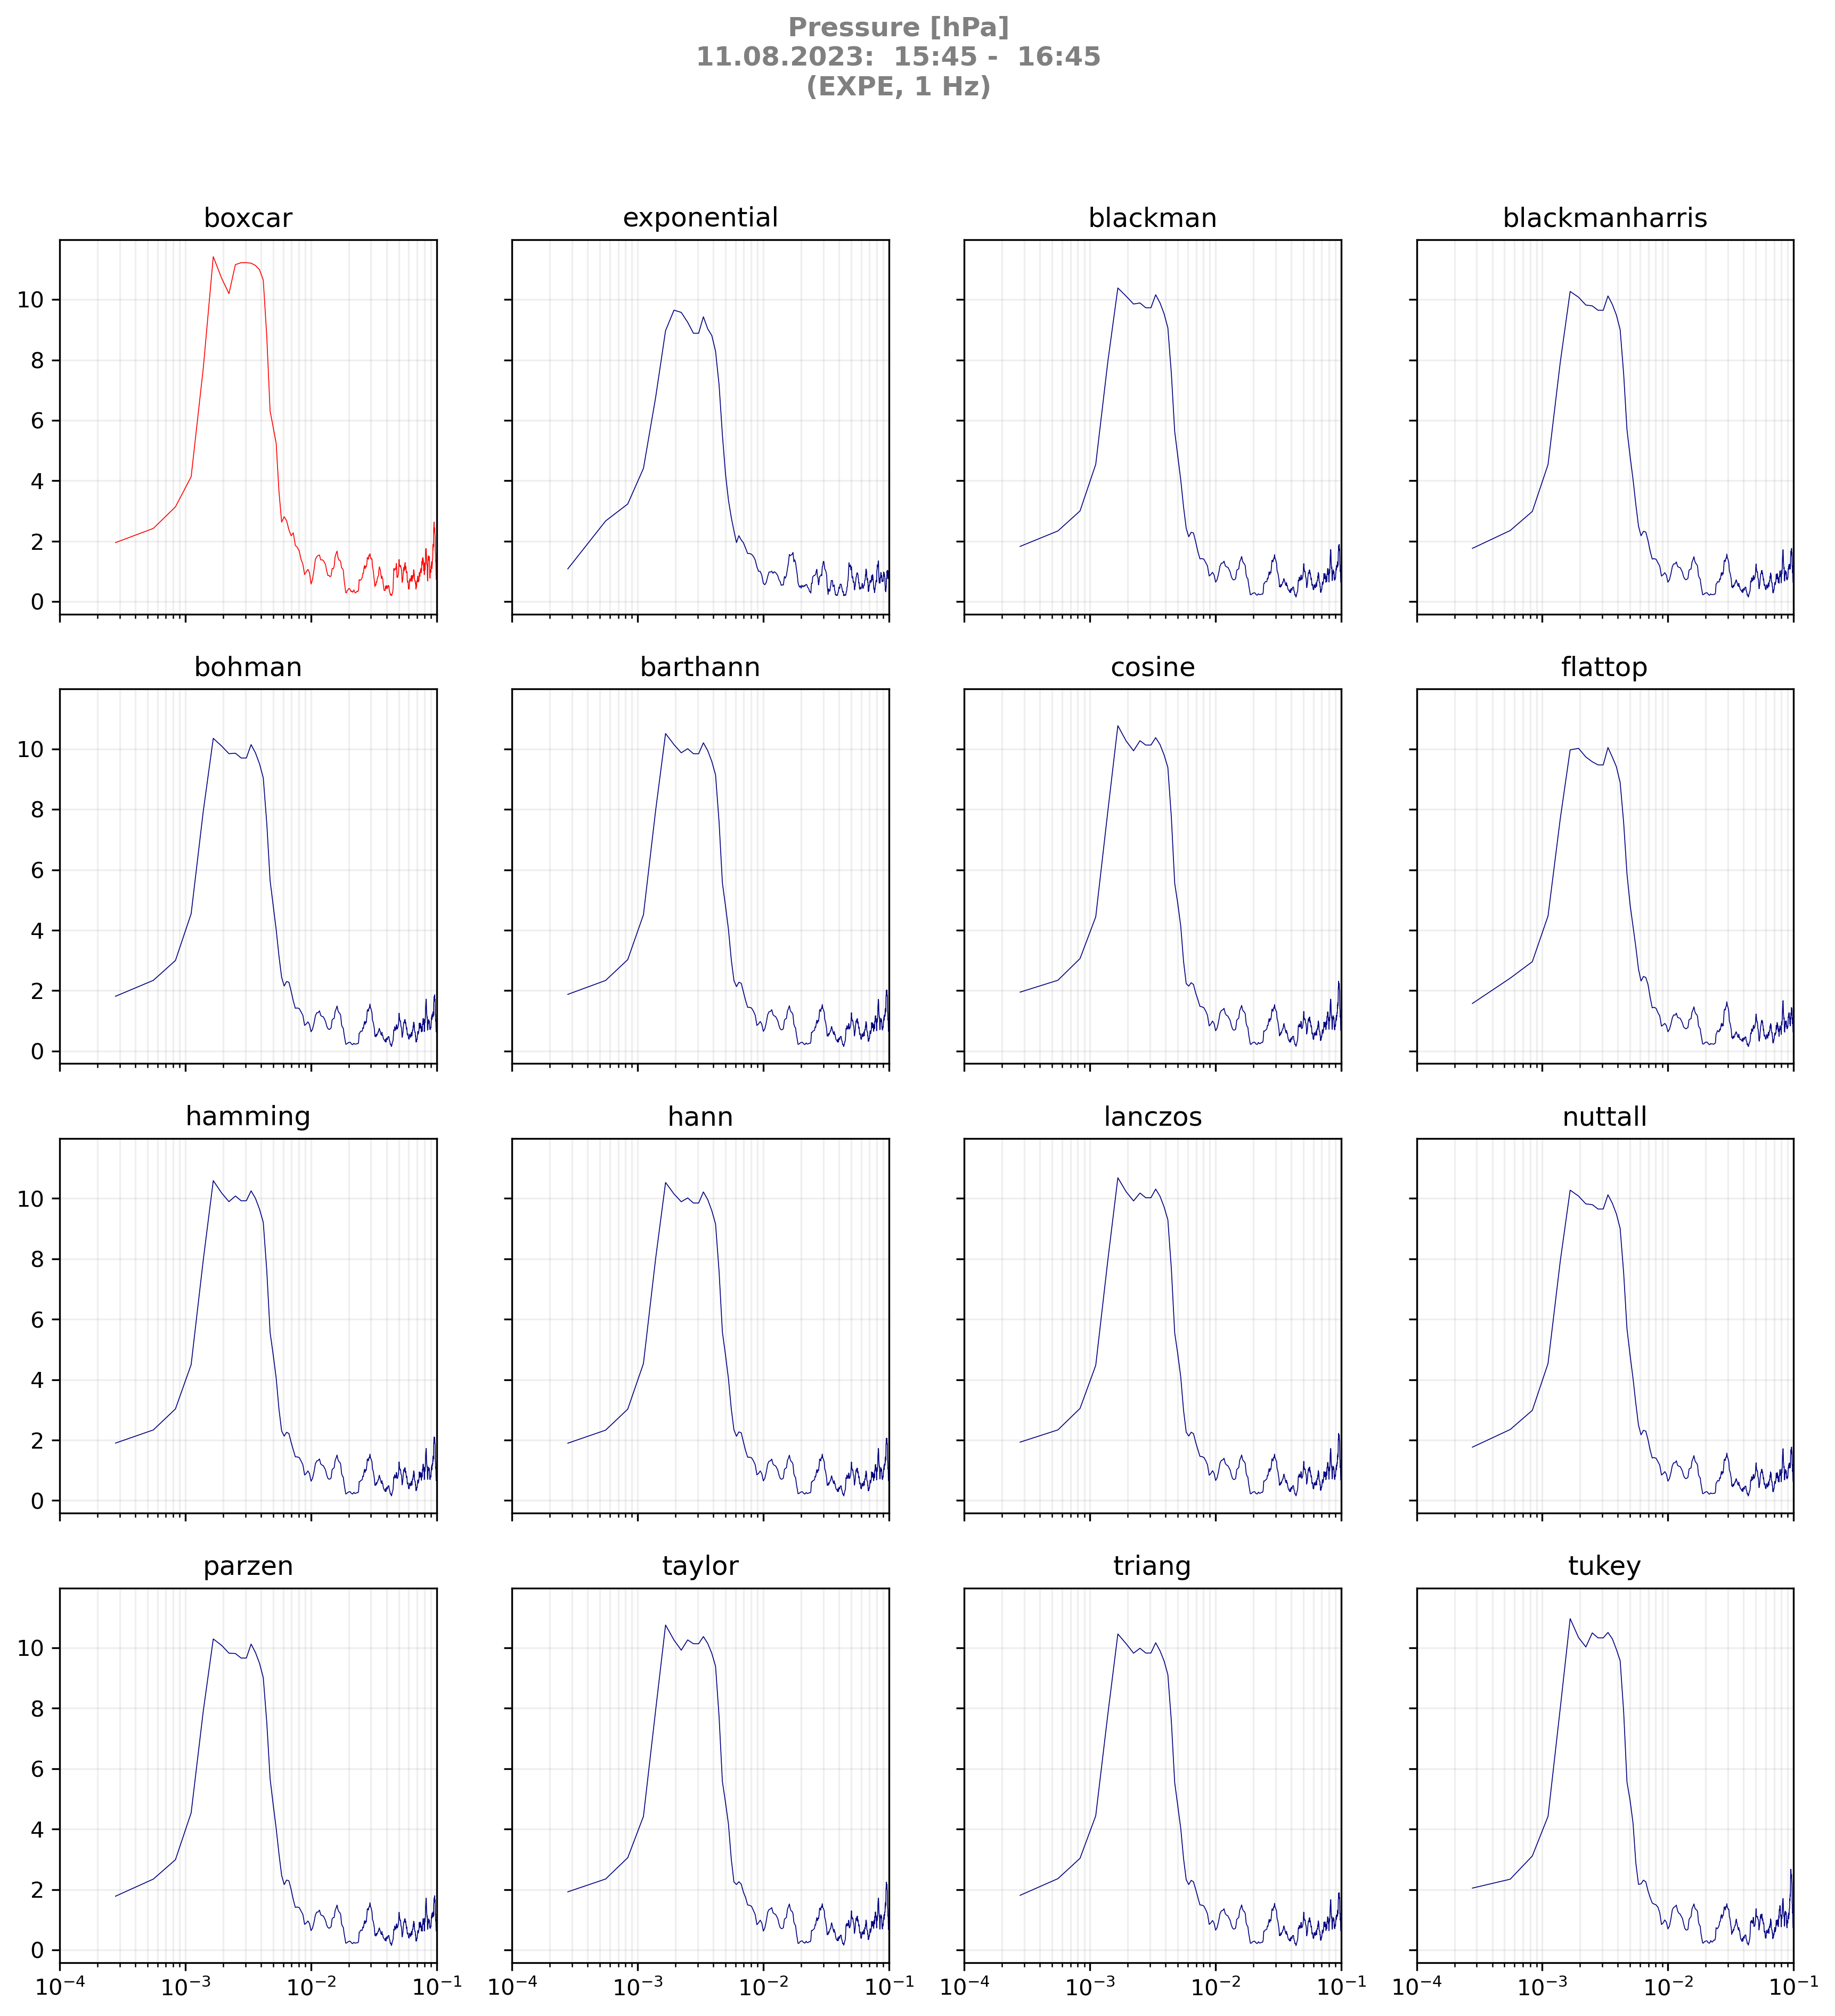 Pressure [hPa]
11.08.2023:  15:45 -  16:45
(EXPE, 1 Hz)
boxcar
exponential
blackman
blackmanharris
10
8
6
4
2
0
bohman
barthann
cosine
flattop
10
8
6
4
2
0
hamming
hann
lanczos
nuttall
10
8
6
4
2
0
parzen
taylor
triang
tukey
10
8
6
4
2
0
10⁻⁴ 10⁻³ 10⁻² 10⁻¹
10⁻⁴ 10⁻³ 10⁻² 10⁻¹
10⁻⁴ 10⁻³ 10⁻² 10⁻¹
10⁻⁴ 10⁻³ 10⁻² 10⁻¹